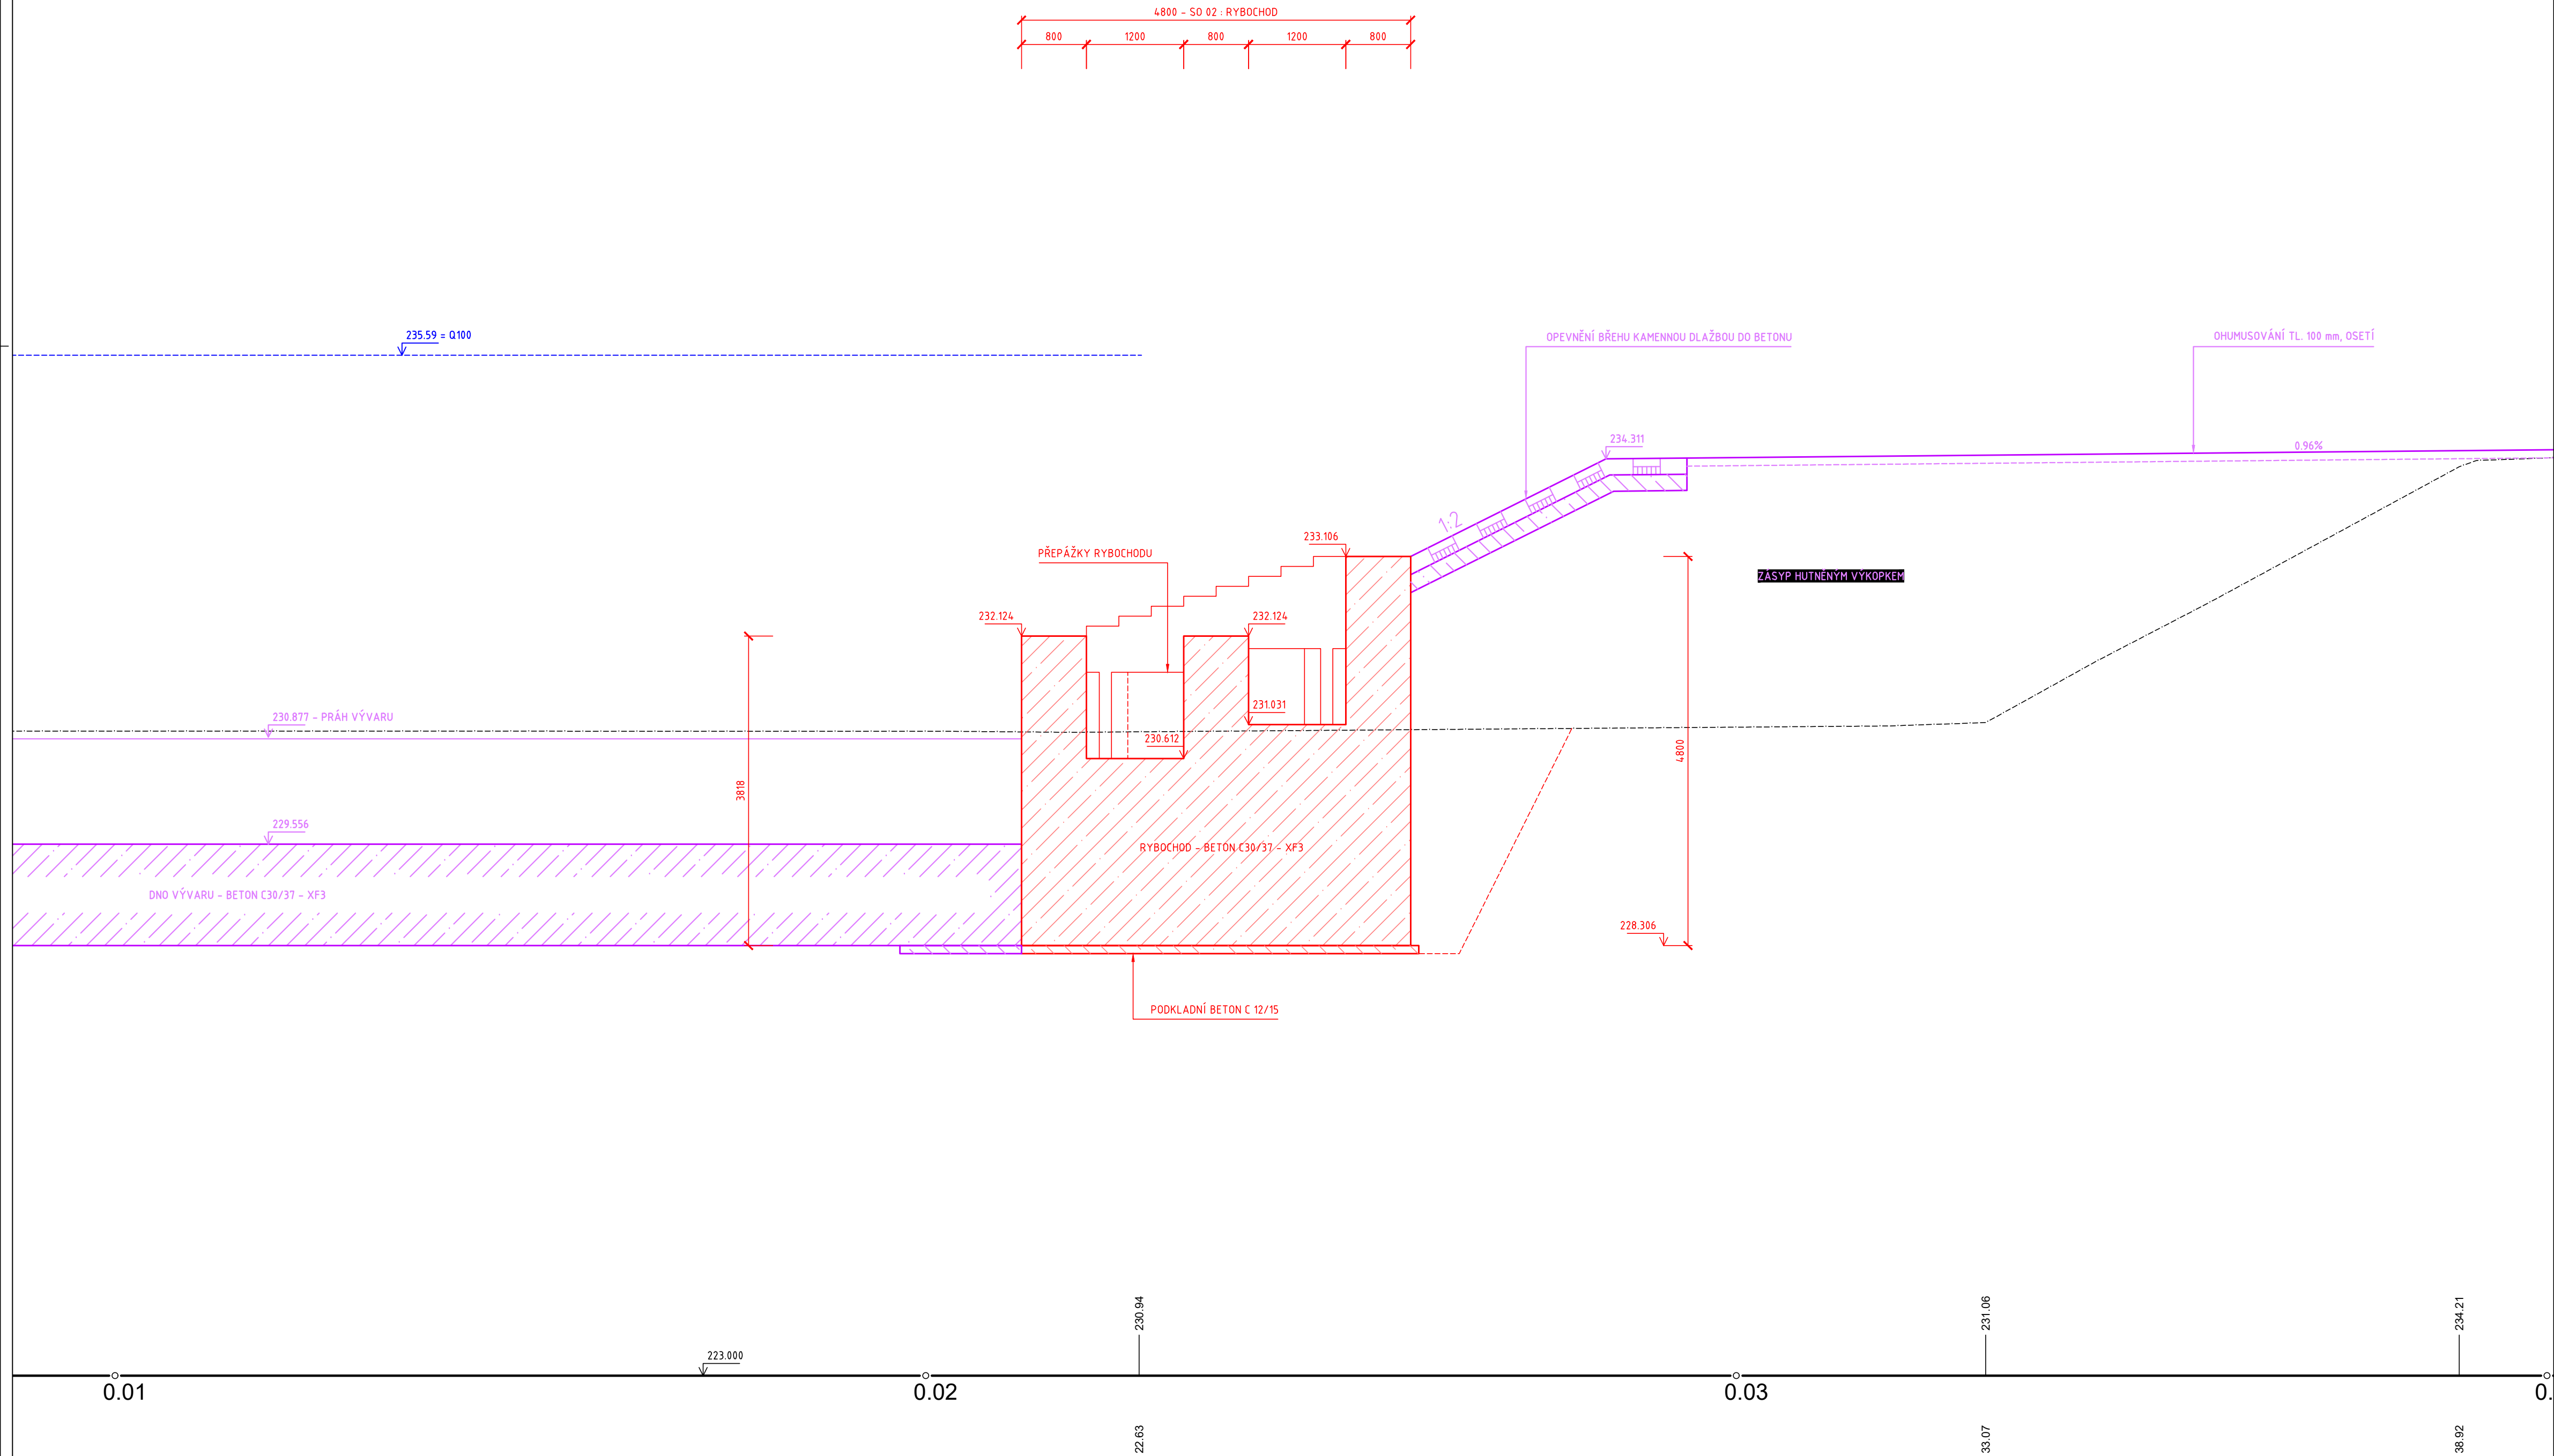 4800 - SO 02 : RYBOCHOD
800 1200 800 1200 800
235.59 = Q100
OPEVNĚNÍ BŘEHU KAMENNOU DLAŽBOU DO BETONU
OHUMUSOVÁNÍ TL. 100 mm, OSETÍ
234.311
0.96%
1:2
233.106
PŘEPÁŽKY RYBOCHODU
ZÁSYP HUTNĚNÝM VÝKOPKEM
232.124
232.124
231.031
230.877 - PRÁH VÝVARU
230.612
4800
3818
229.556
RYBOCHOD - BETON C30/37 - XF3
DNO VÝVARU - BETON C30/37 - XF3
228.306
PODKLADNÍ BETON C 12/15
230.94
231.06
234.21
223.000
0.01
0.02
0.03
0.
22.63
33.07
38.92